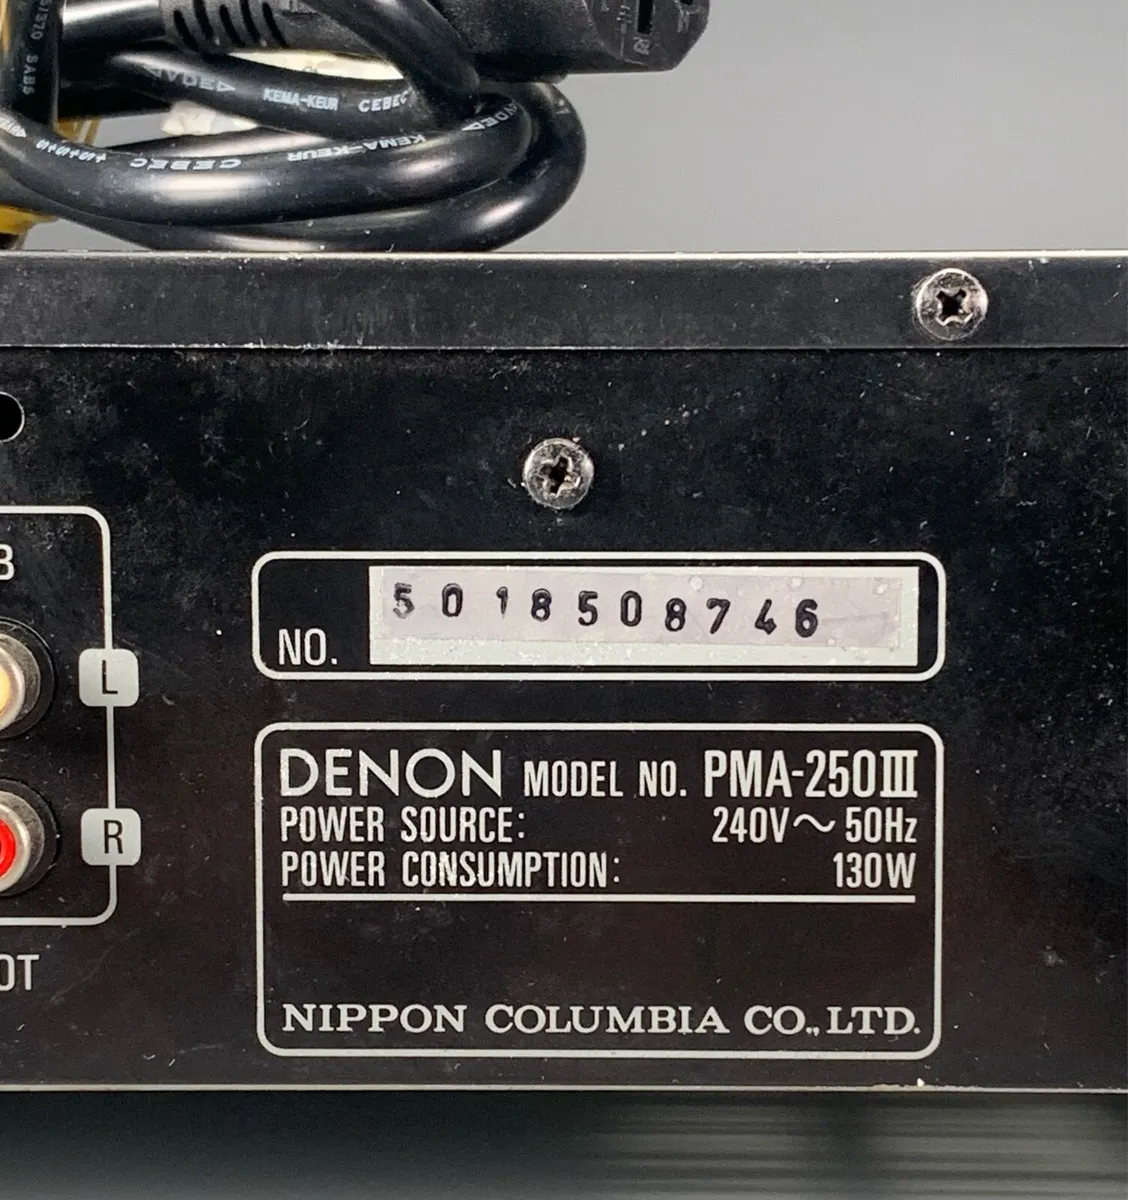 KEMA-KEUR CEBEC
CEBEC KEMA-KEUR
B
5018508746
NO.
L
DENON MODEL NO. PMA-250III
POWER SOURCE: 240V~50Hz
R
POWER CONSUMPTION: 130W
OT
NIPPON COLUMBIA CO., LTD.